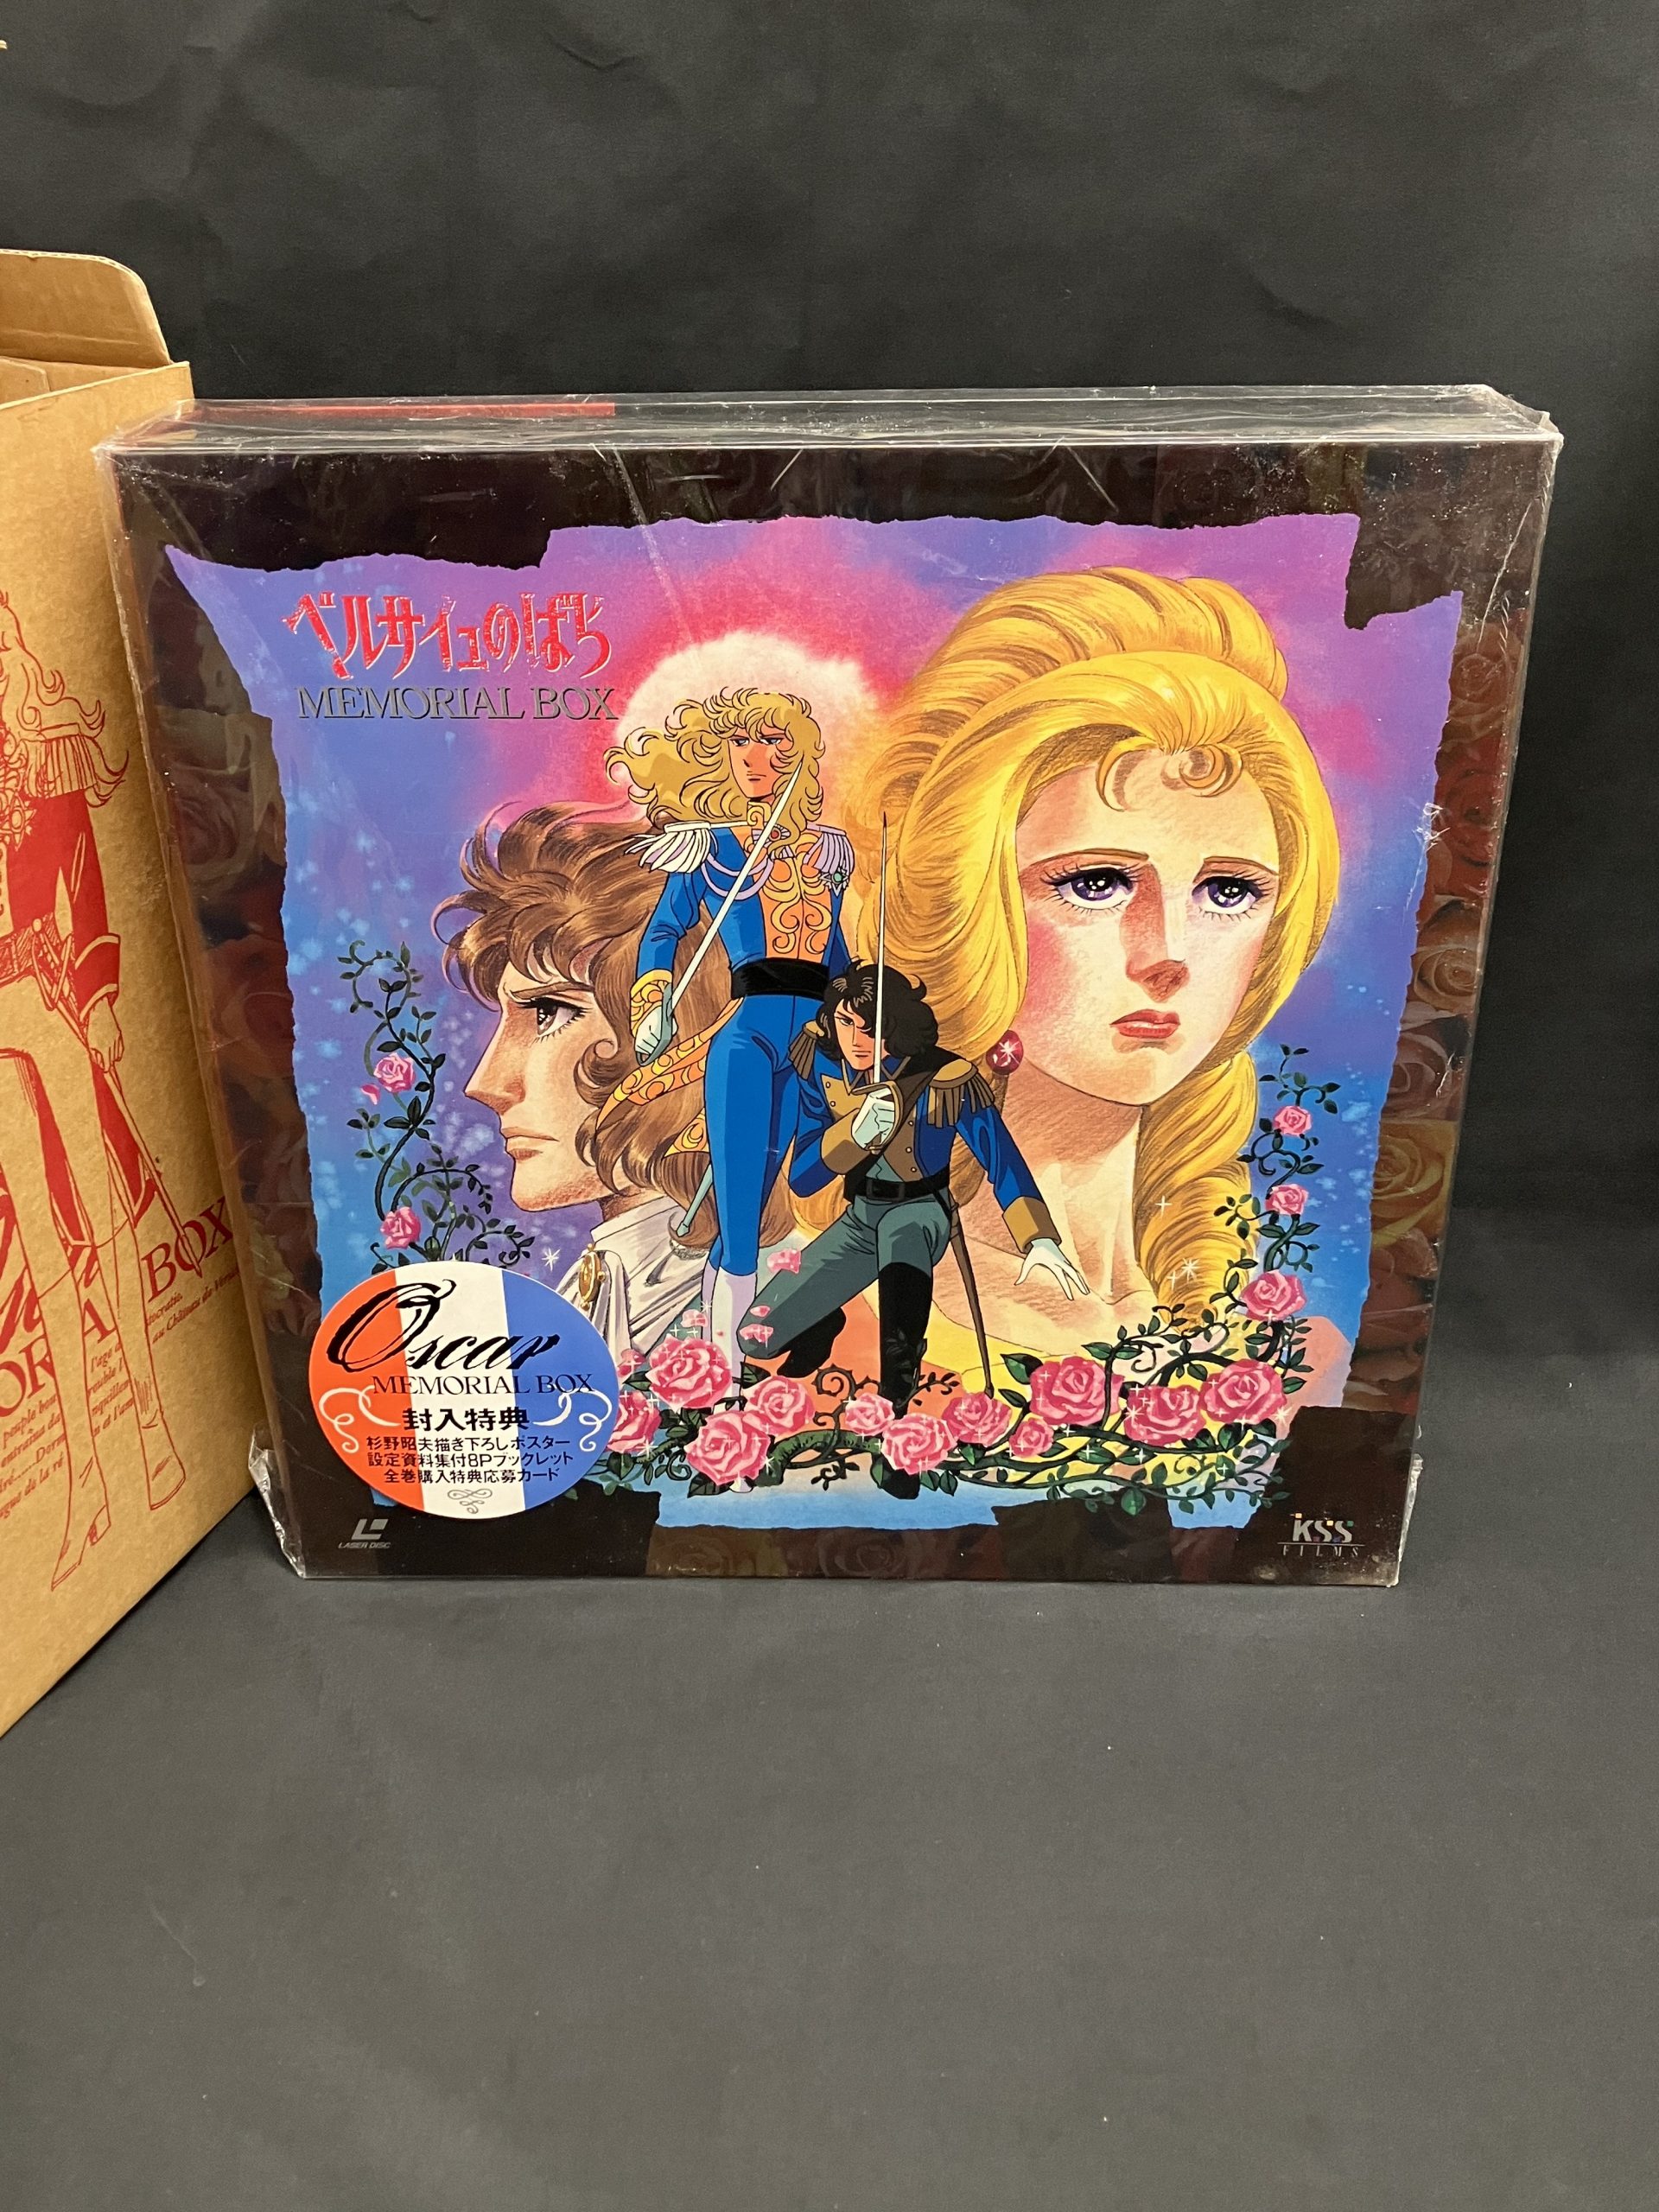 ベルサイユのばら
MEMORIAL BOX
Oscar
MEMORIAL BOX
封入特典
杉野昭夫描き下ろしポスター
設定資料集付8Pブックレット
全巻購入特典応募カード
LASER DISC
KSS
FILMS
BOX